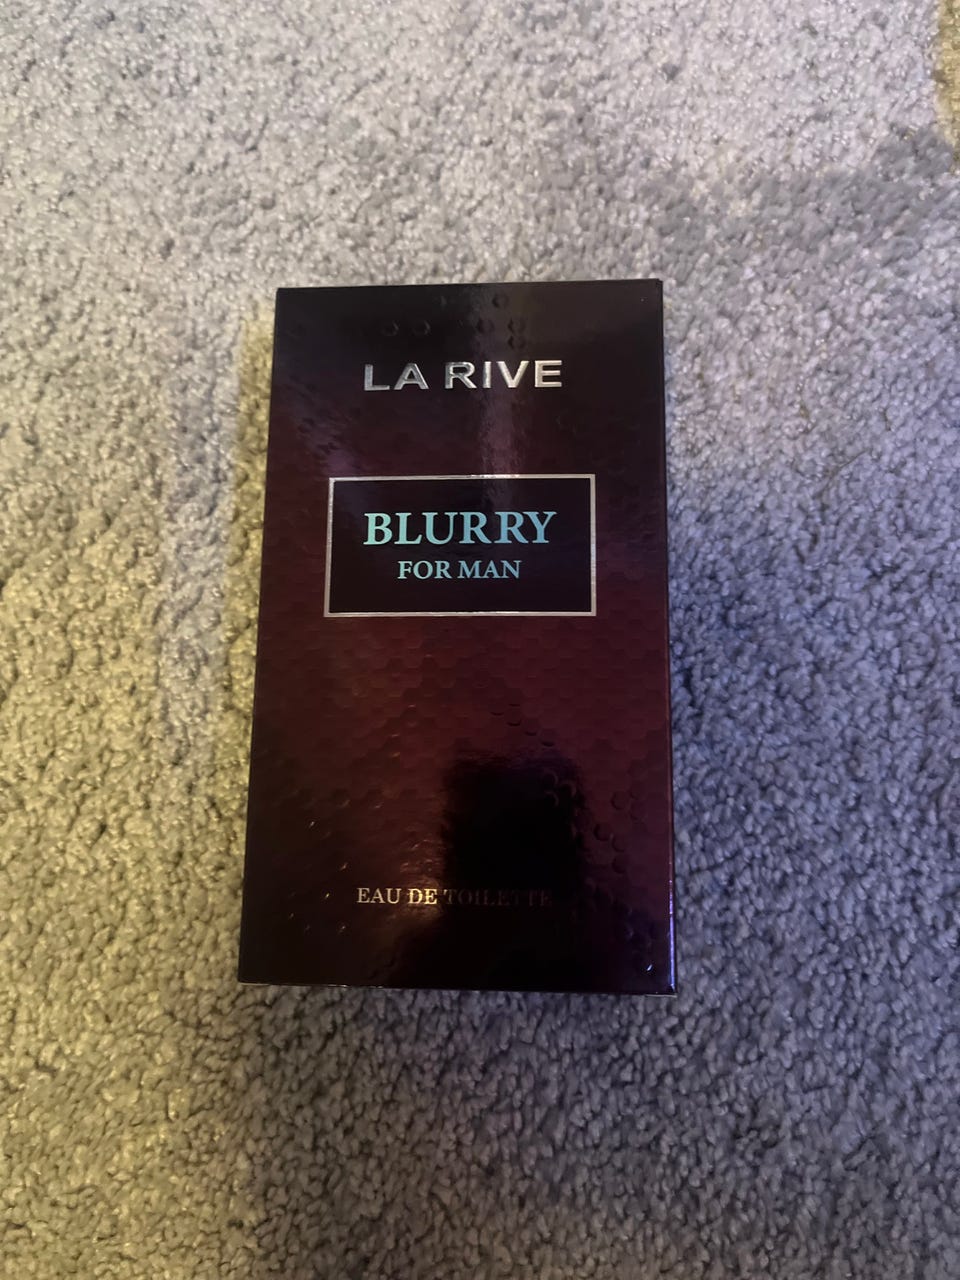 LA RIVE
BLURRY
FOR MAN
EAU DE TOILETTE